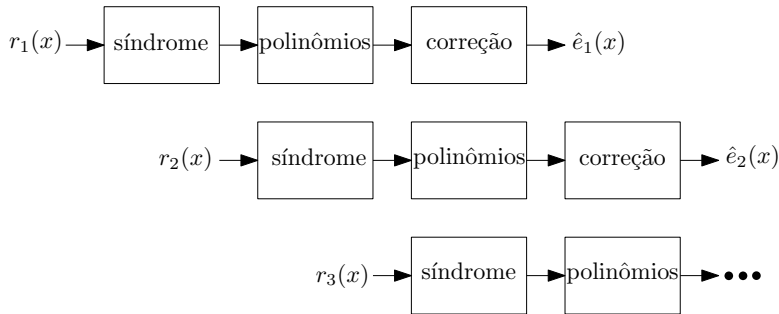 r₁(x) síndrome polinômios correção ê₁(x)
r₂(x) síndrome polinômios correção ê₂(x)
r₃(x) síndrome polinômios •••